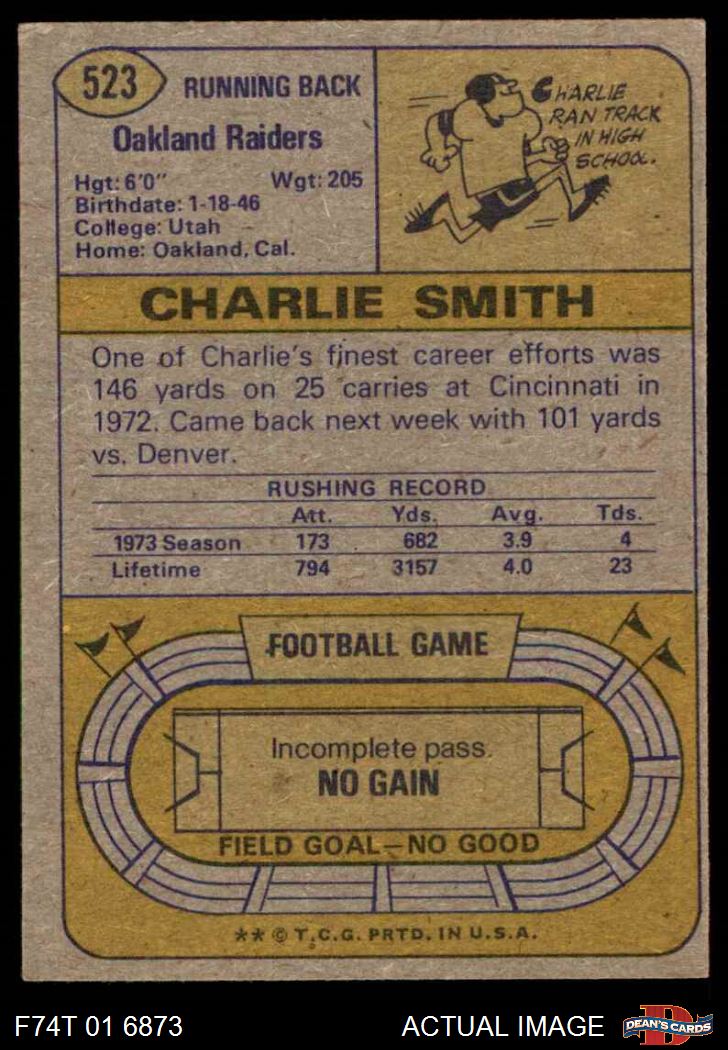 523
RUNNING BACK
Oakland Raiders
Hgt: 6'0" Wgt: 205
Birthdate: 1-18-46
College: Utah
Home: Oakland, Cal.
CHARLIE
RAN TRACK
IN HIGH
SCHOOL.
CHARLIE SMITH
One of Charlie's finest career efforts was
146 yards on 25 carries at Cincinnati in
1972. Came back next week with 101 yards
vs. Denver.
RUSHING RECORD
Att. Yds. Avg. Tds.
1973 Season 173 682 3.9 4
Lifetime 794 3157 4.0 23
FOOTBALL GAME
Incomplete pass.
NO GAIN
FIELD GOAL—NO GOOD
** © T.C.G. PRTD. IN U.S.A.
F74T 01 6873 ACTUAL IMAGE
D
DEAN'S CARDS